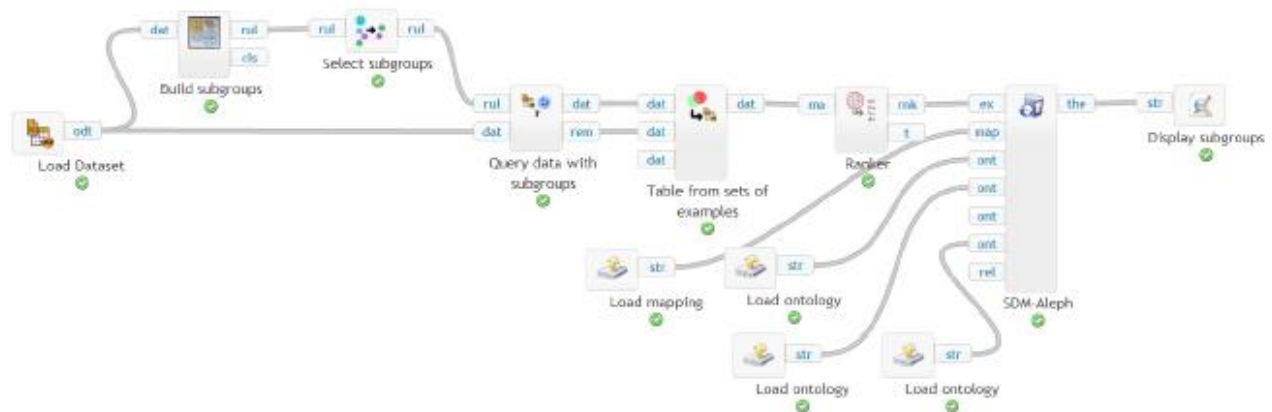 dat
rul
cls
Build subgroups
rul
rul
Select subgroups
odt
Load Dataset
rul
dat
dat
rem
Query data with
subgroups
dat
dat
dat
dat
Table from sets of
examples
ma
rnk
t
Ranker
ex
map
ont
ont
ont
ont
rel
the
SDM-Aleph
str
Display subgroups
str
Load mapping
str
Load ontology
str
Load ontology
str
Load ontology